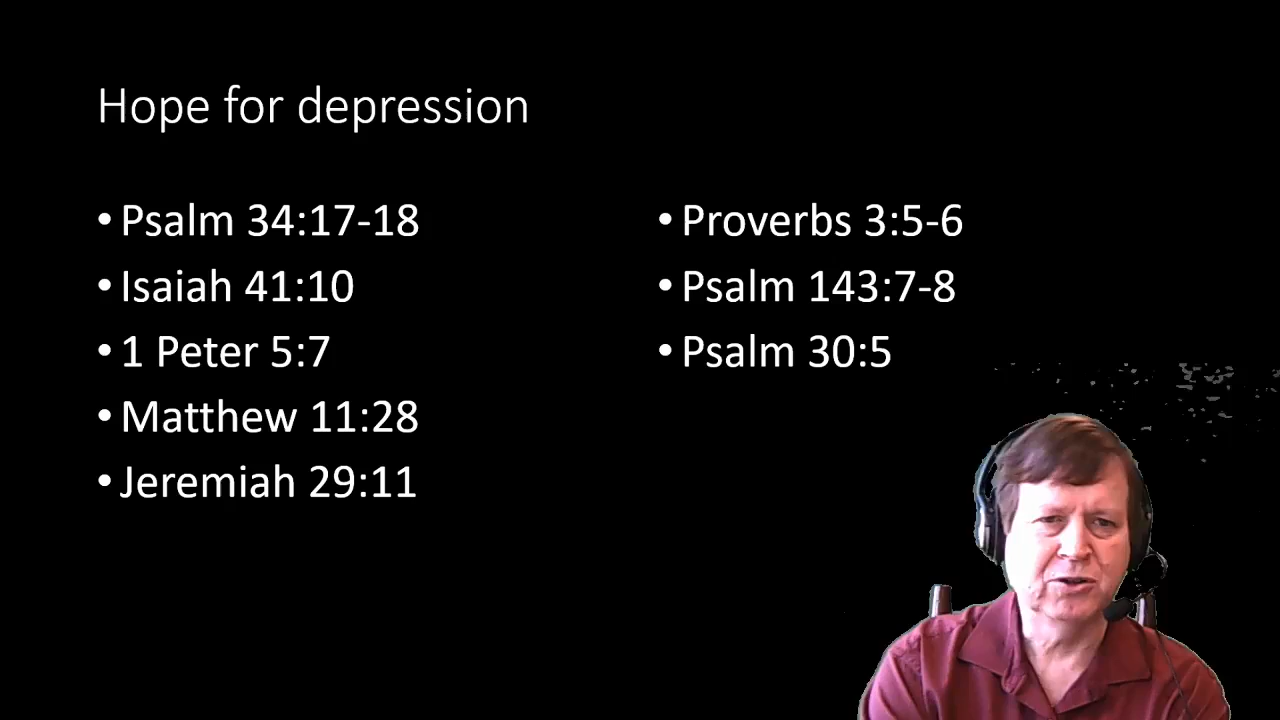 Hope for depression
• Psalm 34:17-18
• Isaiah 41:10
• 1 Peter 5:7
• Matthew 11:28
• Jeremiah 29:11
• Proverbs 3:5-6
• Psalm 143:7-8
• Psalm 30:5